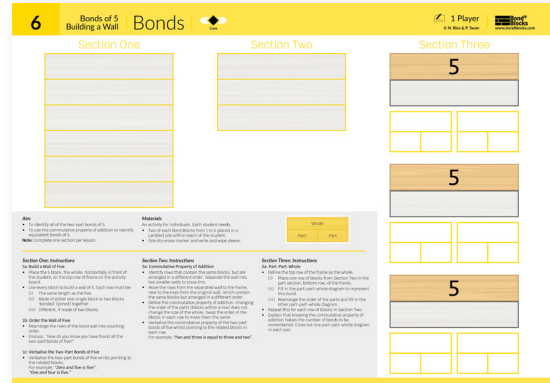 6
Bonds of 5
Building a Wall
Bonds
Core
1 Player
© N. Rice & P. Swan
Bond Blocks
www.bondblocks.com
Section One
Section Two
Section Three
5
5
5
Aim
• To identify all of the two-part bonds of 5.
• To use the commutative property of addition to identify
equivalent bonds of 5.
Note: Complete one section per lesson.
Materials
An activity for individuals. Each student needs:
• Two of each Bond Blocks from 1 to 5 placed in a
jumbled pile within reach of the student.
• One dry erase marker and write and wipe sleeve.
Whole
Part
Part
Section One: Instructions
1a: Build a Wall of Five
• Place the 5 block, the whole, horizontally in front of
the student, on the top row of frame on the activity
board.
• Use every block to build a wall of 5. Each row must be:
(i) The same length as the five.
(ii) Made of either one single block or two blocks
'bonded' (joined) together.
(iii) Different, if made of two blocks.
1b: Order the Wall of Five
• Rearrange the rows of the bond wall into counting
order.
• Discuss, "How do you know you have found all the
two-part bonds of five?"
1c: Verbalise the Two-Part Bonds of Five
• Verbalise the two-part bonds of five whilst pointing to
the related blocks.
For example, "Zero and five is five"
"One and four is five."
Section Two: Instructions
2a: Commutative Property of Addition
• Identify rows that contain the same blocks, but are
arranged in a different order. Separate the wall into
two smaller walls to show this.
• Move the rows from the separated wall to the frame,
next to the rows from the original wall, which contain
the same blocks but arranged in a different order.
• Define the commutative property of addition: changing
the order of the parts (blocks within a row) does not
change the size of the whole. Swap the order of the
blocks in each row to make them the same.
• Verbalise the commutative property of the two-part
bonds of five whilst pointing to the related blocks in
each row.
For example: "Two and three is equal to three and two"
Section Three: Instructions
3a: Part-Part-Whole
• Define the top row of the frame as the whole.
(i) Place one row of blocks from Section Two in the
part section, bottom row, of the frame.
(ii) Fill in the part-part-whole diagram to represent
this build.
(iii) Rearrange the order of the parts and fill in the
other part-part-whole diagram.
• Repeat this for each row of blocks in Section Two.
• Explain that knowing the commutative property of
addition halves the number of bonds to be
remembered. Cross out one part-part-whole diagram
in each pair.